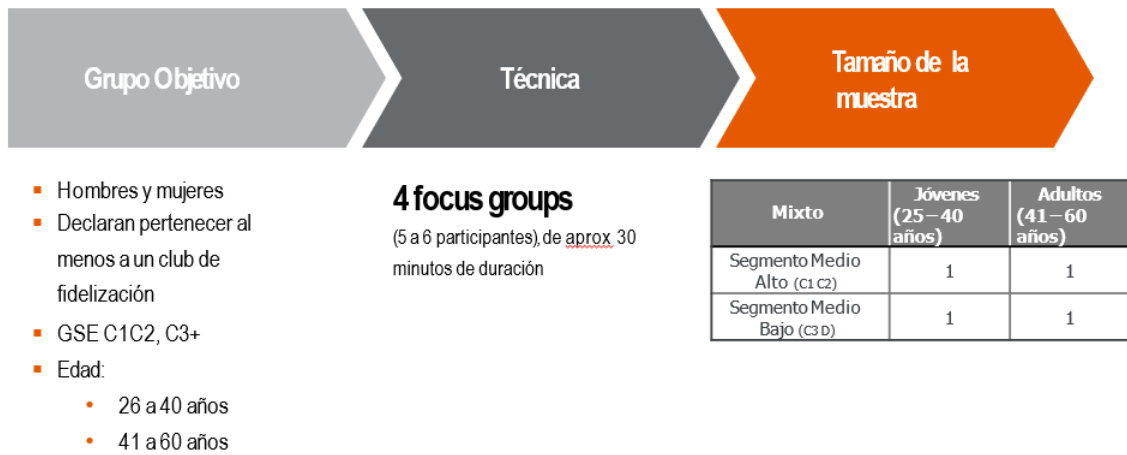 Grupo Objetivo
Técnica
Tamaño de la
muestra
Hombres y mujeres
Declaran pertenecer al
menos a un club de
fidelización
GSE C1C2, C3+
Edad:
26 a 40 años
41 a 60 años
4 focus groups
(5 a 6 participantes), de aprox 30
minutos de duración
Mixto
Jóvenes
(25–40
años)
Adultos
(41–60
años)
Segmento Medio
Alto (C1 C2)
1
1
Segmento Medio
Bajo (C3 D)
1
1